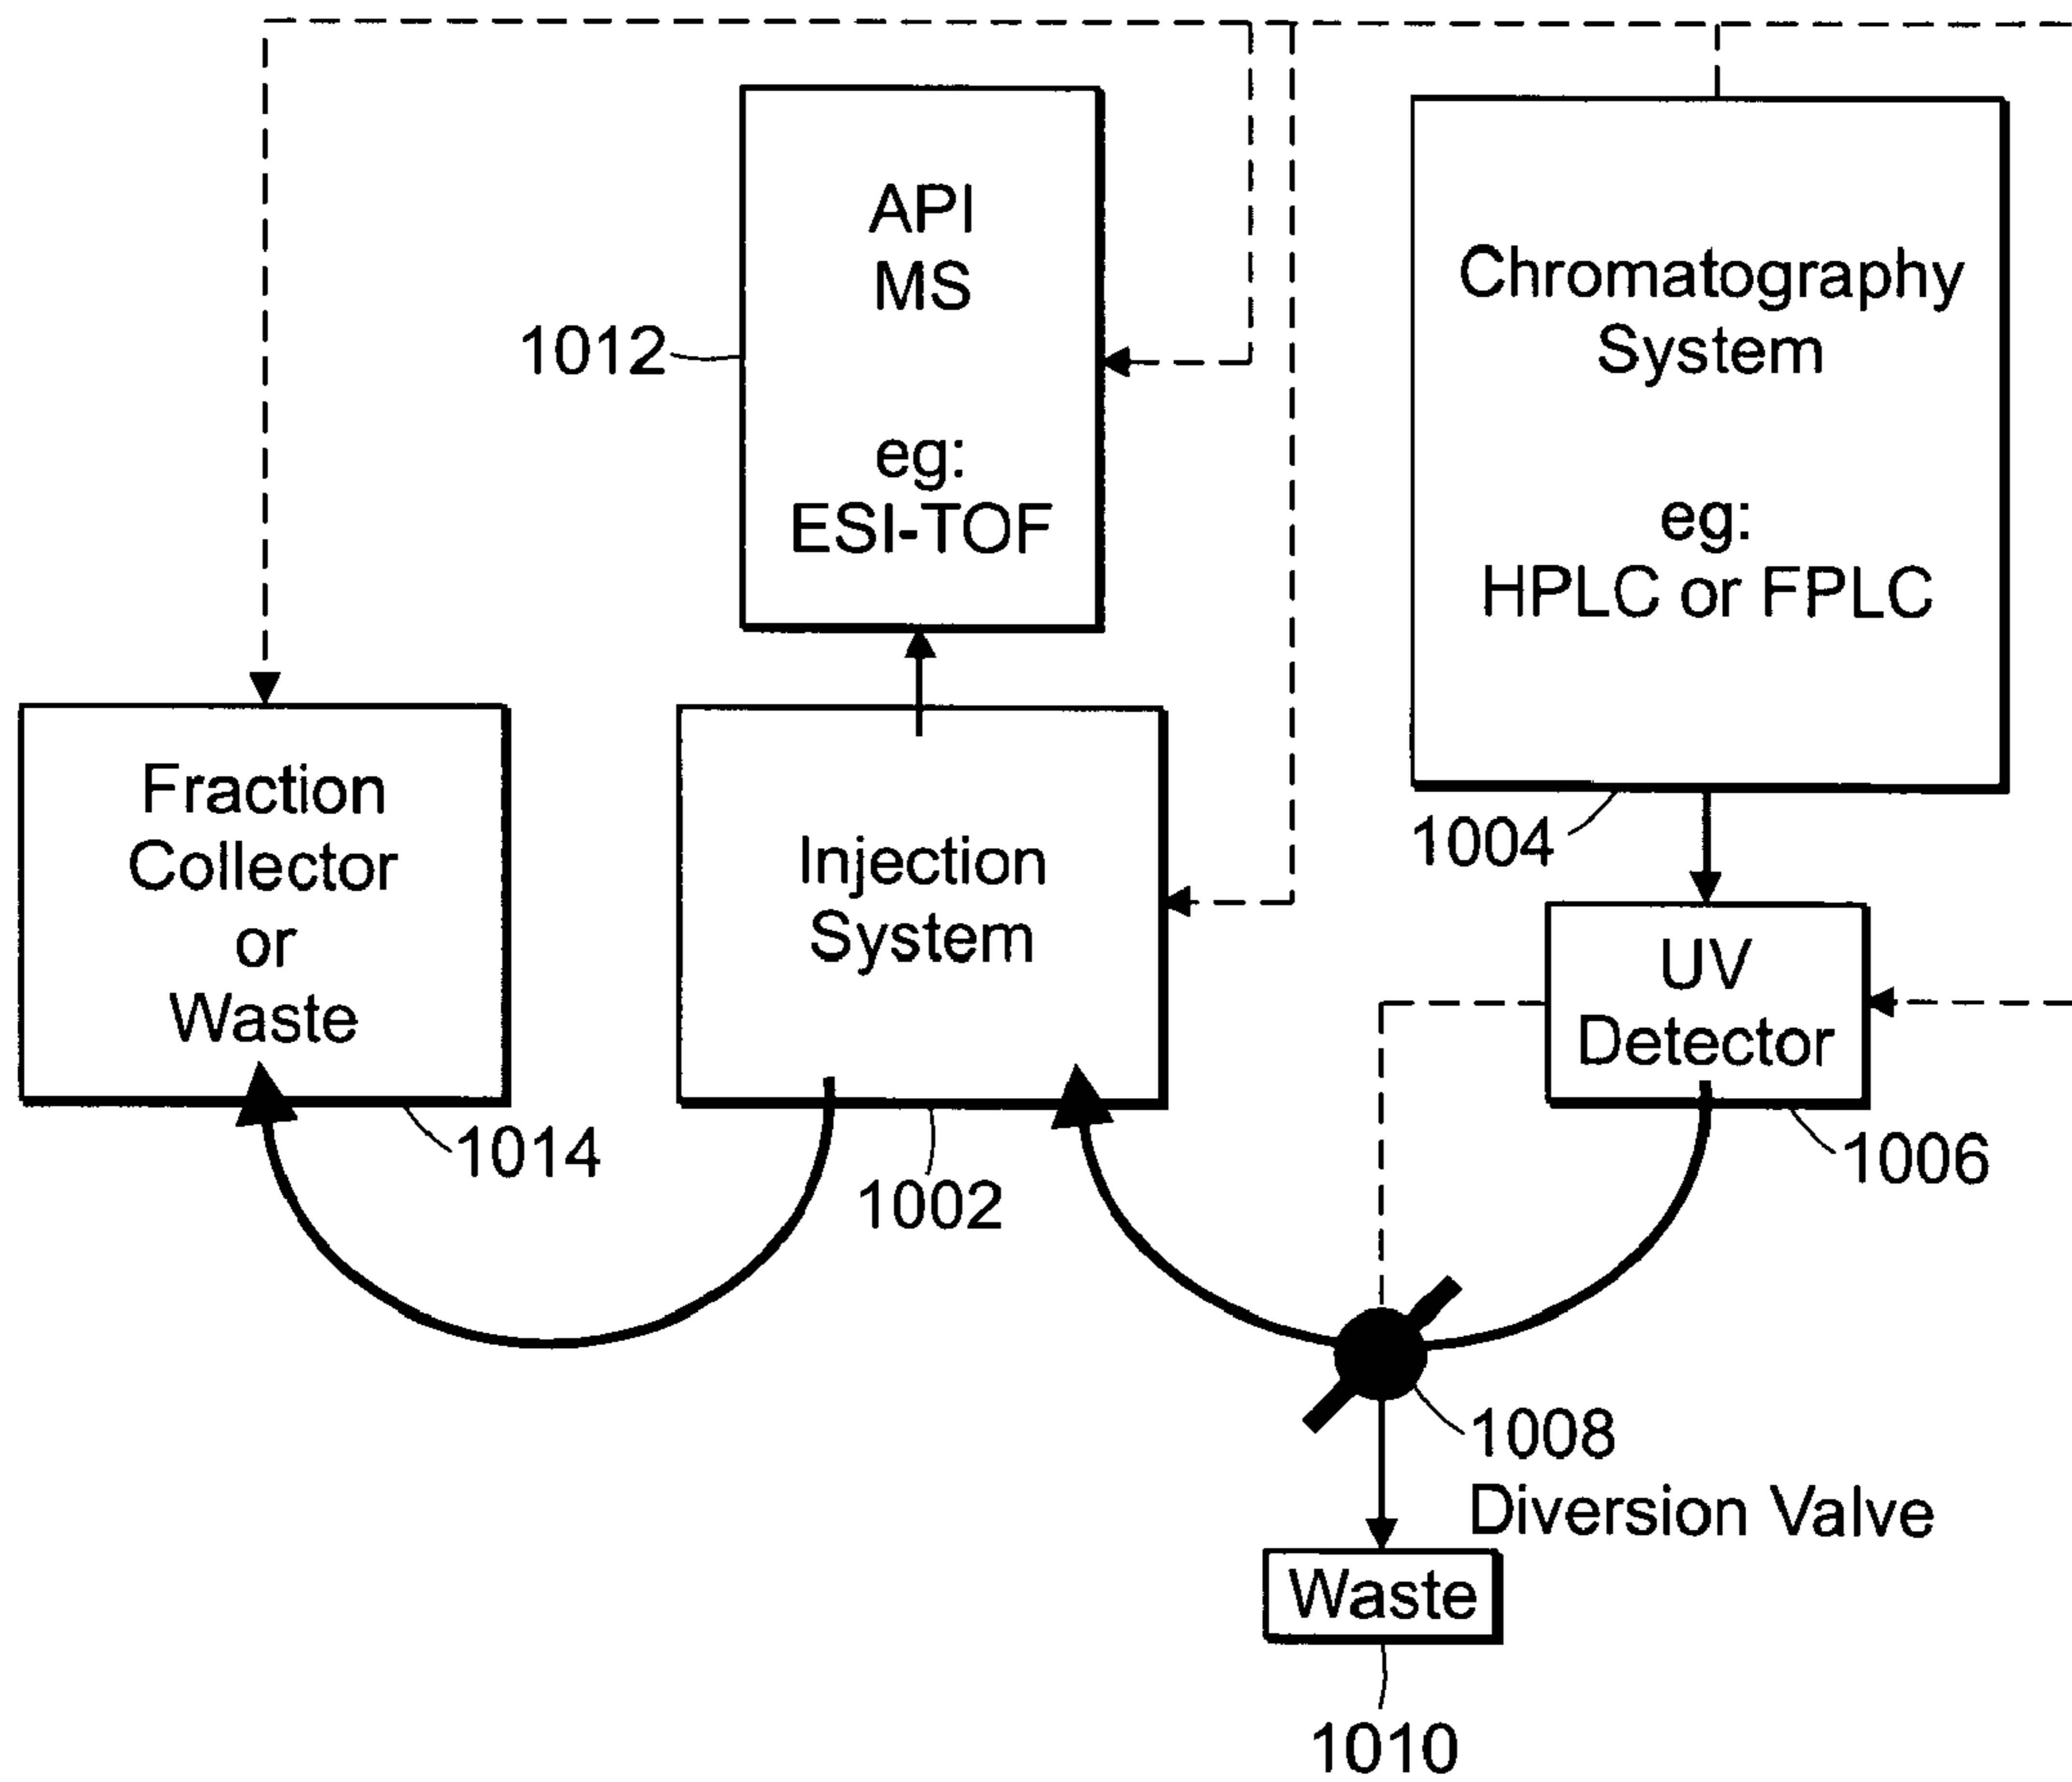 API
MS
eg:
ESI-TOF
1012
Chromatography
System
eg:
HPLC or FPLC
1004
Fraction
Collector
or
Waste
1014
Injection
System
1002
UV
Detector
1006
1008
Diversion Valve
Waste
1010